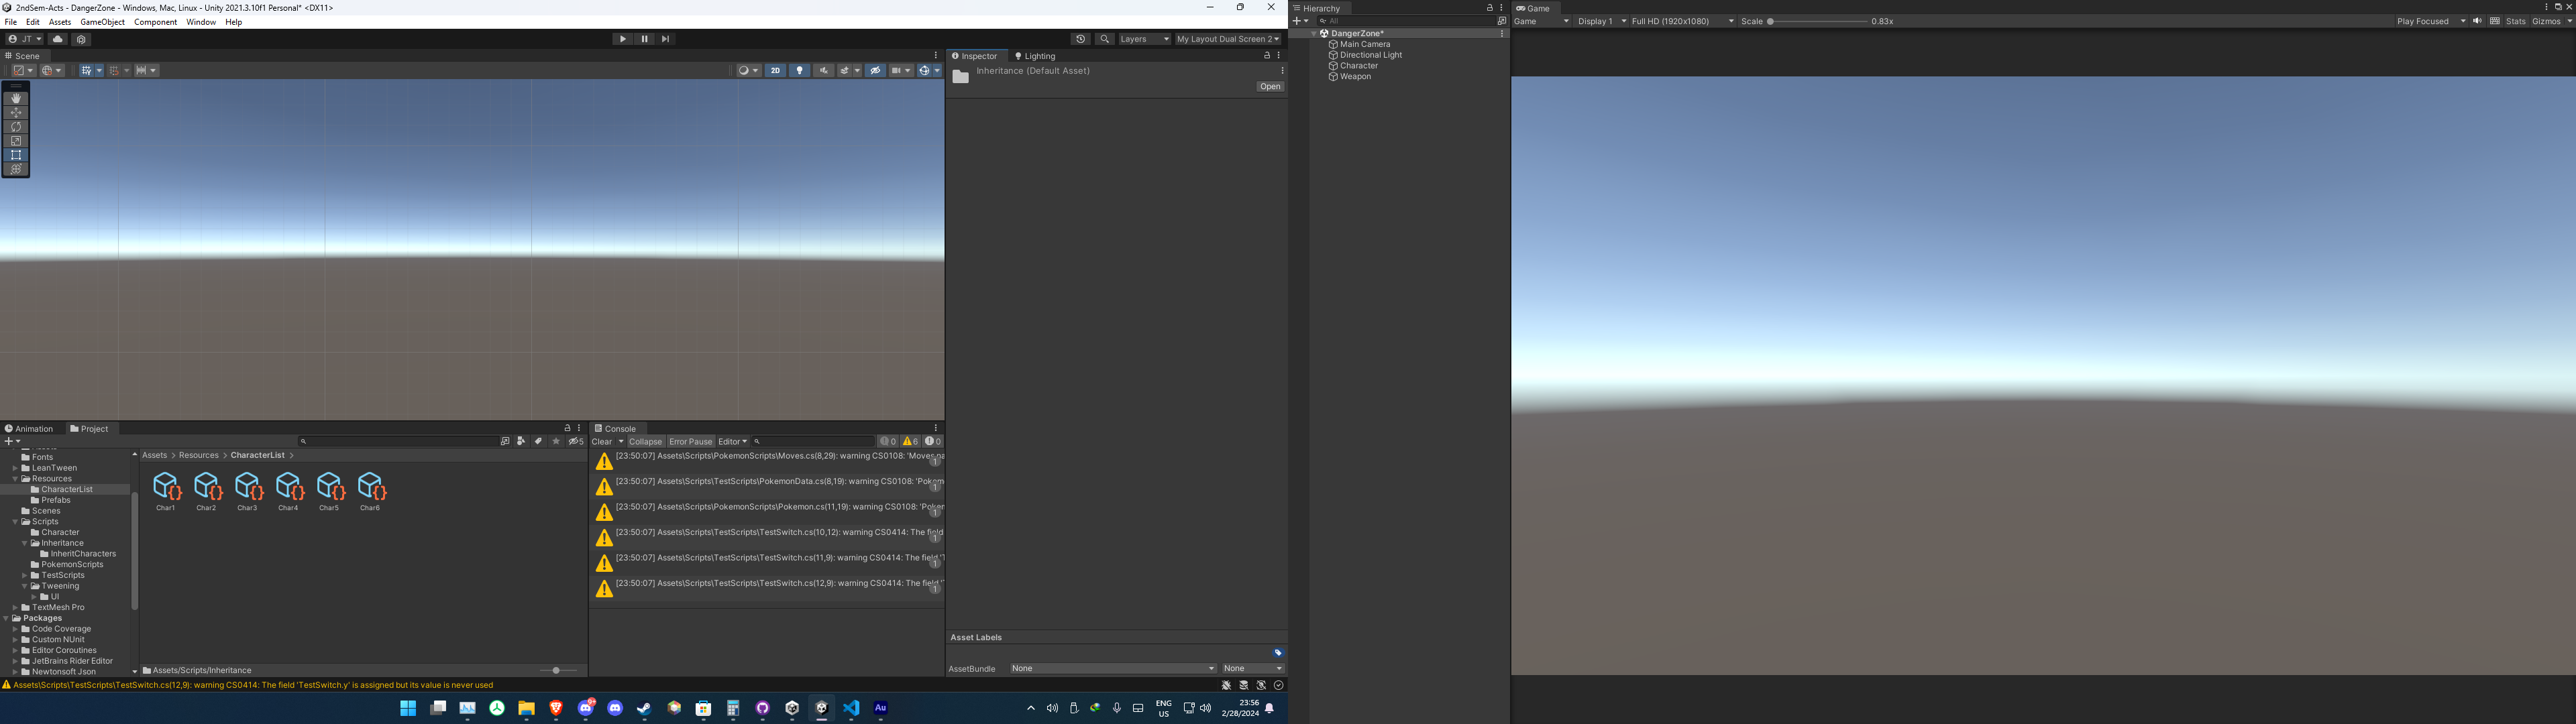 2ndSem-Acts - DangerZone - Windows, Mac, Linux - Unity 2021.3.10f1 Personal* <DX11>
File Edit Assets GameObject Component Window Help
JT
Layers
My Layout Dual Screen 2
Scene
2D
Inspector
Lighting
Inheritance (Default Asset)
Open
Animation
Project
5
Fonts
LeanTween
Resources
CharacterList
Prefabs
Scenes
Scripts
Character
Inheritance
InheritCharacters
PokemonScripts
TestScripts
Tweening
UI
TextMesh Pro
Packages
Code Coverage
Custom NUnit
Editor Coroutines
JetBrains Rider Editor
Newtonsoft Json
Assets > Resources > CharacterList >
Char1 Char2 Char3 Char4 Char5 Char6
Assets/Scripts/Inheritance
Console
Clear Collapse Error Pause Editor 0 6 0
[23:50:07] Assets\Scripts\PokemonScripts\Moves.cs(8,29): warning CS0108: 'Moves.na
1
[23:50:07] Assets\Scripts\TestScripts\PokemonData.cs(8,19): warning CS0108: 'Pokem
1
[23:50:07] Assets\Scripts\PokemonScripts\Pokemon.cs(11,19): warning CS0108: 'Pokem
1
[23:50:07] Assets\Scripts\TestScripts\TestSwitch.cs(10,12): warning CS0414: The field
1
[23:50:07] Assets\Scripts\TestScripts\TestSwitch.cs(11,9): warning CS0414: The field 'T
1
[23:50:07] Assets\Scripts\TestScripts\TestSwitch.cs(12,9): warning CS0414: The field 'T
1
Asset Labels
AssetBundle None None
Assets\Scripts\TestScripts\TestSwitch.cs(12,9): warning CS0414: The field 'TestSwitch.y' is assigned but its value is never used
9+
Au
ENG
US
23:56
2/28/2024
Hierarchy
All
DangerZone*
Main Camera
Directional Light
Character
Weapon
Game
Game Display 1 Full HD (1920x1080) Scale 0.83x Play Focused Stats Gizmos